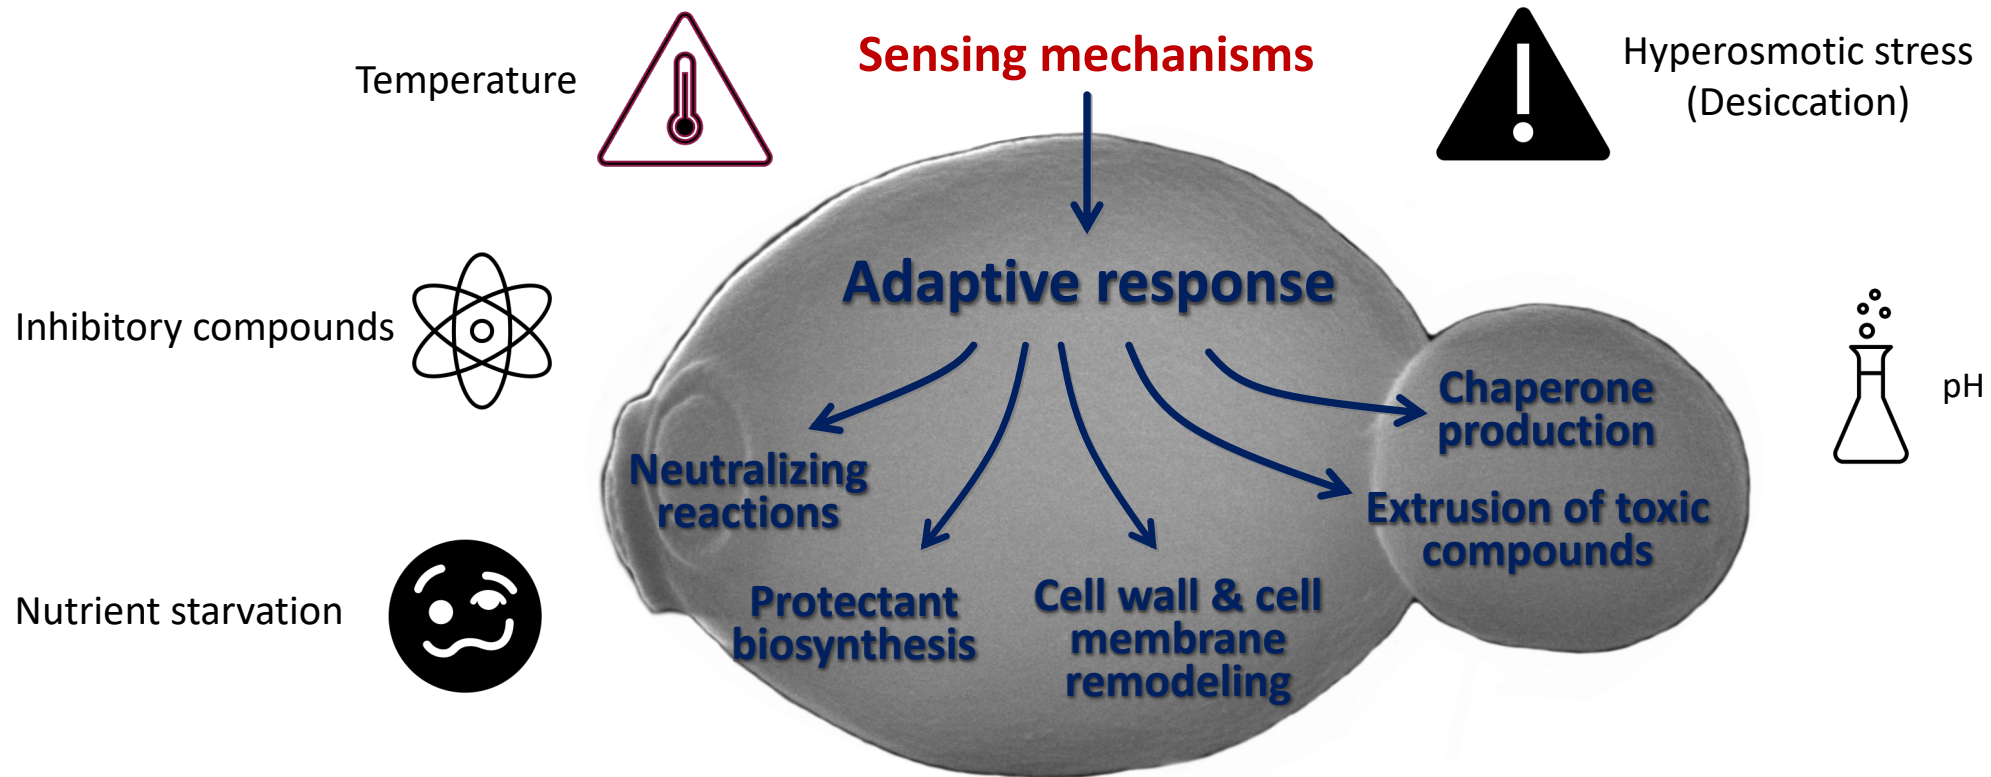 Sensing mechanisms
Temperature
Hyperosmotic stress
(Desiccation)
Adaptive response
Inhibitory compounds
pH
Chaperone
production
Neutralizing
reactions
Extrusion of toxic
compounds
Nutrient starvation
Protectant
biosynthesis
Cell wall & cell
membrane
remodeling